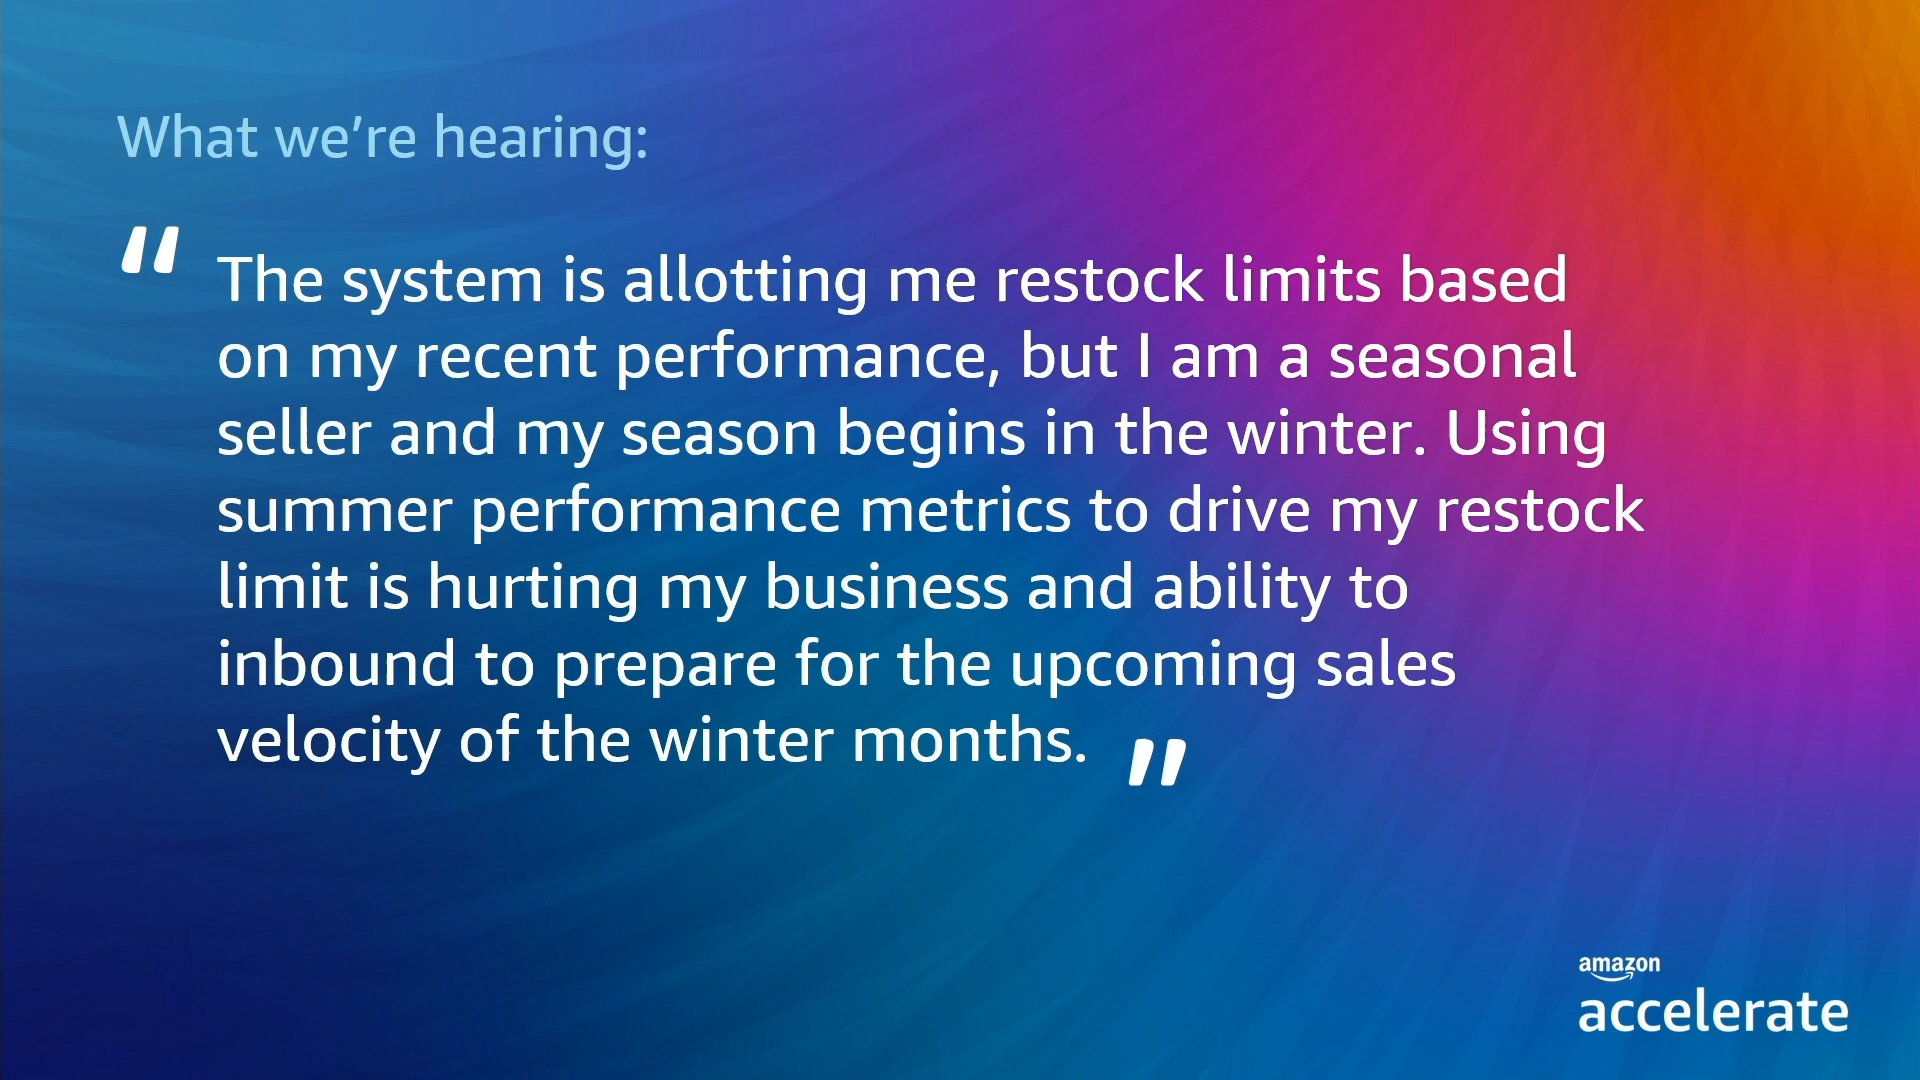 What we’re hearing:
“ The system is allotting me restock limits based
on my recent performance, but I am a seasonal
seller and my season begins in the winter. Using
summer performance metrics to drive my restock
limit is hurting my business and ability to
inbound to prepare for the upcoming sales
velocity of the winter months. ”
amazon
accelerate